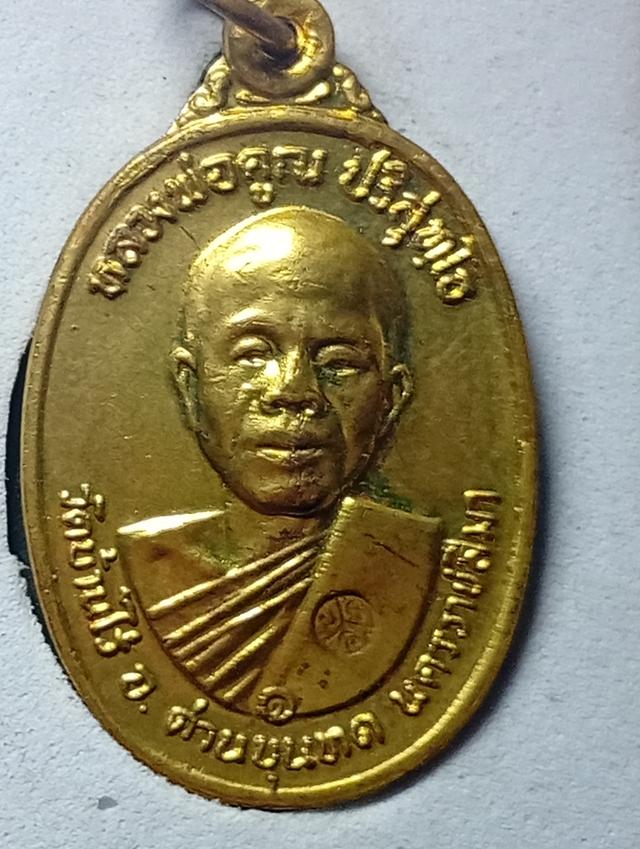 หลวงพ่อคูณ ปริสุทฺโธ
วัดบ้านไร่ อ. ด่านขุนทด นครราชสีมา
๑